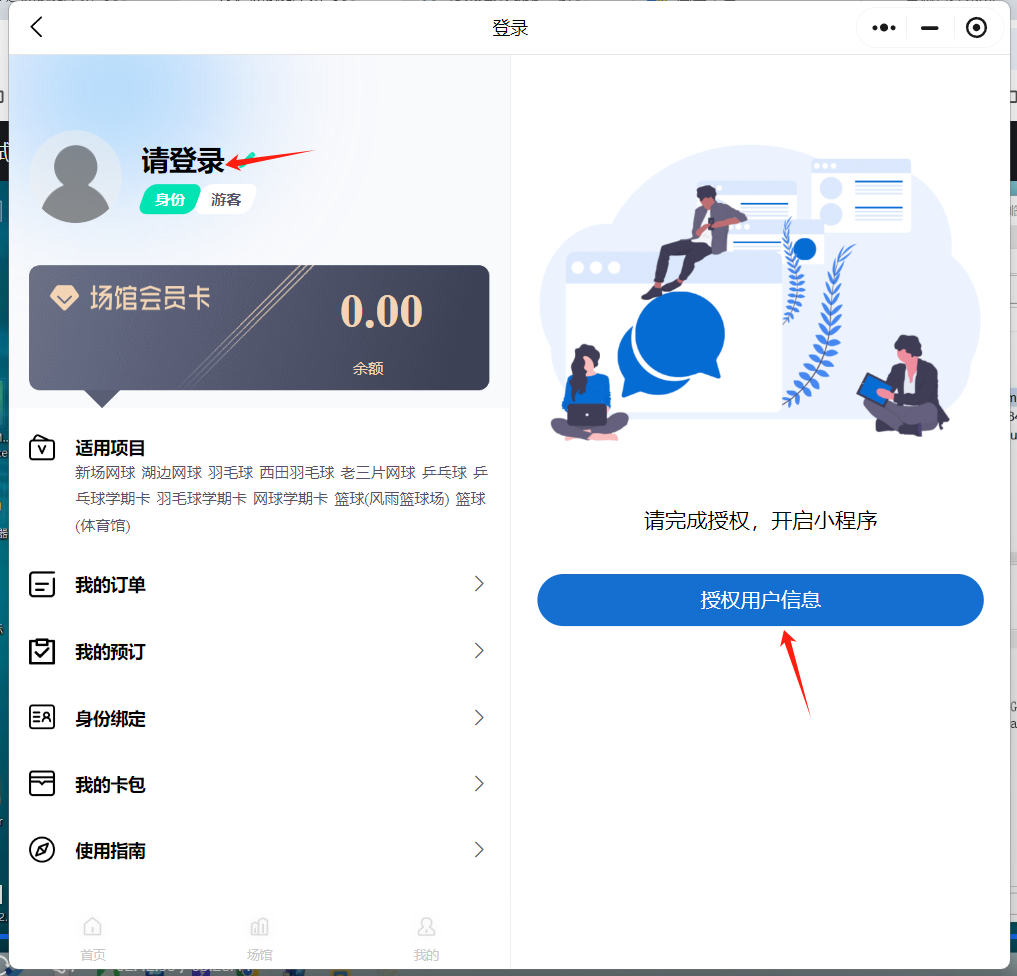 登录
请登录
身份 游客
场馆会员卡
0.00
余额
适用项目
新场网球 湖边网球 羽毛球 西田羽毛球 老三片网球 乒乓球 乒
乓球学期卡 羽毛球学期卡 网球学期卡 篮球(风雨篮球场) 篮球
(体育馆)
我的订单
我的预订
身份绑定
我的卡包
使用指南
首页 场馆 我的
请完成授权，开启小程序
授权用户信息